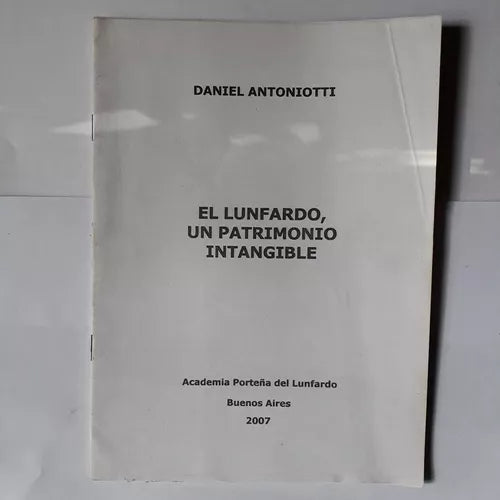 DANIEL ANTONIOTTI
EL LUNFARDO,
UN PATRIMONIO
INTANGIBLE
Academia Porteña del Lunfardo
Buenos Aires
2007